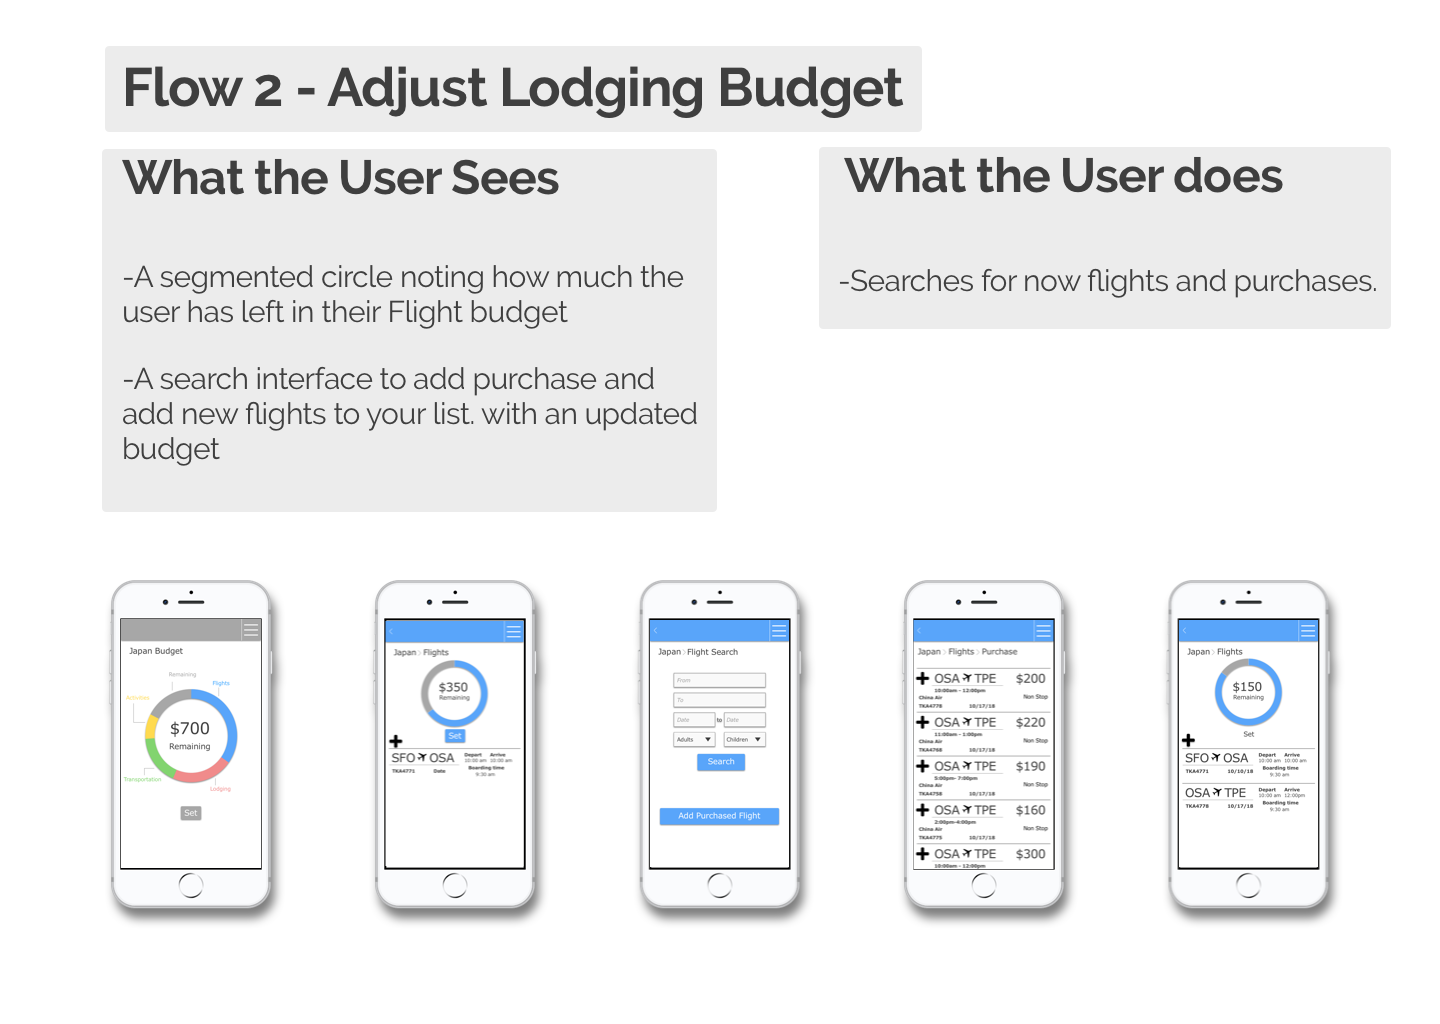 Flow 2 - Adjust Lodging Budget
What the User Sees
-A segmented circle noting how much the
user has left in their Flight budget
-A search interface to add purchase and
add new flights to your list. with an updated
budget
What the User does
-Searches for now flights and purchases.
Japan Budget
Remaining
Flights
Activities
$700
Remaining
Transportation
Lodging
Set
Japan > Flights
$350
Remaining
Set
SFO OSA
Depart Arrive
10:00 am 10:00 am
Boarding time
9:30 am
TKA4771 Date
Japan > Flight Search
From
To
Date to Date
Adults Children
Search
Add Purchased Flight
Japan > Flights > Purchase
OSA TPE $200
10:00am - 12:00pm
China Air Non Stop
TKA4778 10/17/18
OSA TPE $220
11:00am - 1:00pm
China Air Non Stop
TKA4768 10/17/18
OSA TPE $190
5:00pm- 7:00pm
China Air Non Stop
TKA4758 10/17/18
OSA TPE $160
2:00pm-4:00pm
China Air Non Stop
TKA4775 10/17/18
OSA TPE $300
10:00am - 12:00pm
Japan > Flights
$150
Remaining
Set
SFO OSA
Depart Arrive
10:00 am 10:00 am
Boarding time
9:30 am
TKA4771 10/10/18
OSA TPE
Depart Arrive
10:00 am 12:00pm
Boarding time
9:30 am
TKA4778 10/17/18